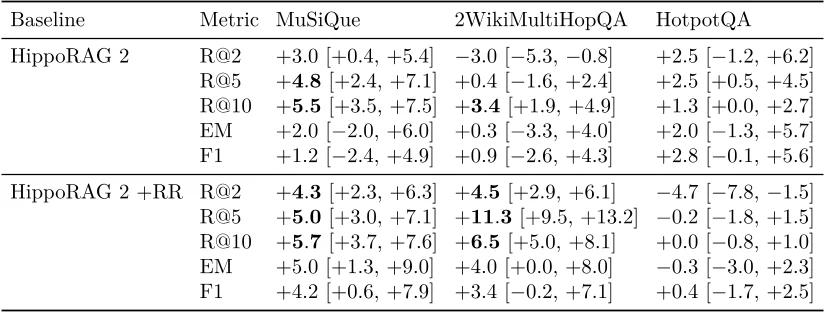 Baseline Metric MuSiQue 2WikiMultiHopQA HotpotQA
HippoRAG 2 R@2 +3.0 [+0.4, +5.4] −3.0 [−5.3, −0.8] +2.5 [−1.2, +6.2]
R@5 +4.8 [+2.4, +7.1] +0.4 [−1.6, +2.4] +2.5 [+0.5, +4.5]
R@10 +5.5 [+3.5, +7.5] +3.4 [+1.9, +4.9] +1.3 [+0.0, +2.7]
EM +2.0 [−2.0, +6.0] +0.3 [−3.3, +4.0] +2.0 [−1.3, +5.7]
F1 +1.2 [−2.4, +4.9] +0.9 [−2.6, +4.3] +2.8 [−0.1, +5.6]
HippoRAG 2 +RR R@2 +4.3 [+2.3, +6.3] +4.5 [+2.9, +6.1] −4.7 [−7.8, −1.5]
R@5 +5.0 [+3.0, +7.1] +11.3 [+9.5, +13.2] −0.2 [−1.8, +1.5]
R@10 +5.7 [+3.7, +7.6] +6.5 [+5.0, +8.1] +0.0 [−0.8, +1.0]
EM +5.0 [+1.3, +9.0] +4.0 [+0.0, +8.0] −0.3 [−3.0, +2.3]
F1 +4.2 [+0.6, +7.9] +3.4 [−0.2, +7.1] +0.4 [−1.7, +2.5]